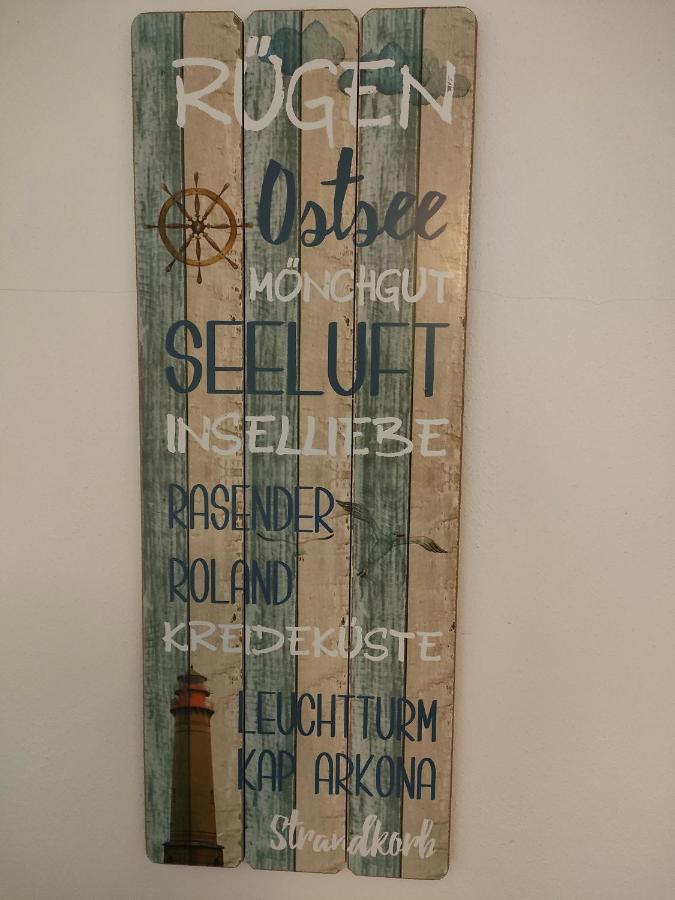 RÜGEN
Ostsee
MÖNCHGUT
SEELUFT
INSELLIEBE
RASENDER
ROLAND
KREIDEKÜSTE
LEUCHTTURM
KAP ARKONA
Strandkorb